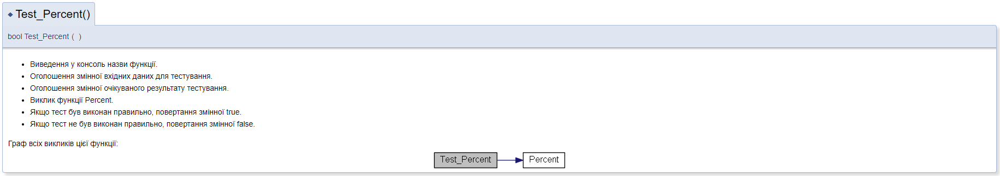 Test_Percent()
bool Test_Percent ( )
Виведення у консоль назви функції.
Оголошення змінної вхідних даних для тестування.
Оголошення змінної очікуваного результату тестування.
Виклик функції Percent.
Якщо тест був виконан правильно, повертання змінної true.
Якщо тест не був виконан правильно, повертання змінної false.
Граф всіх викликів цієї функції:
Test_Percent Percent